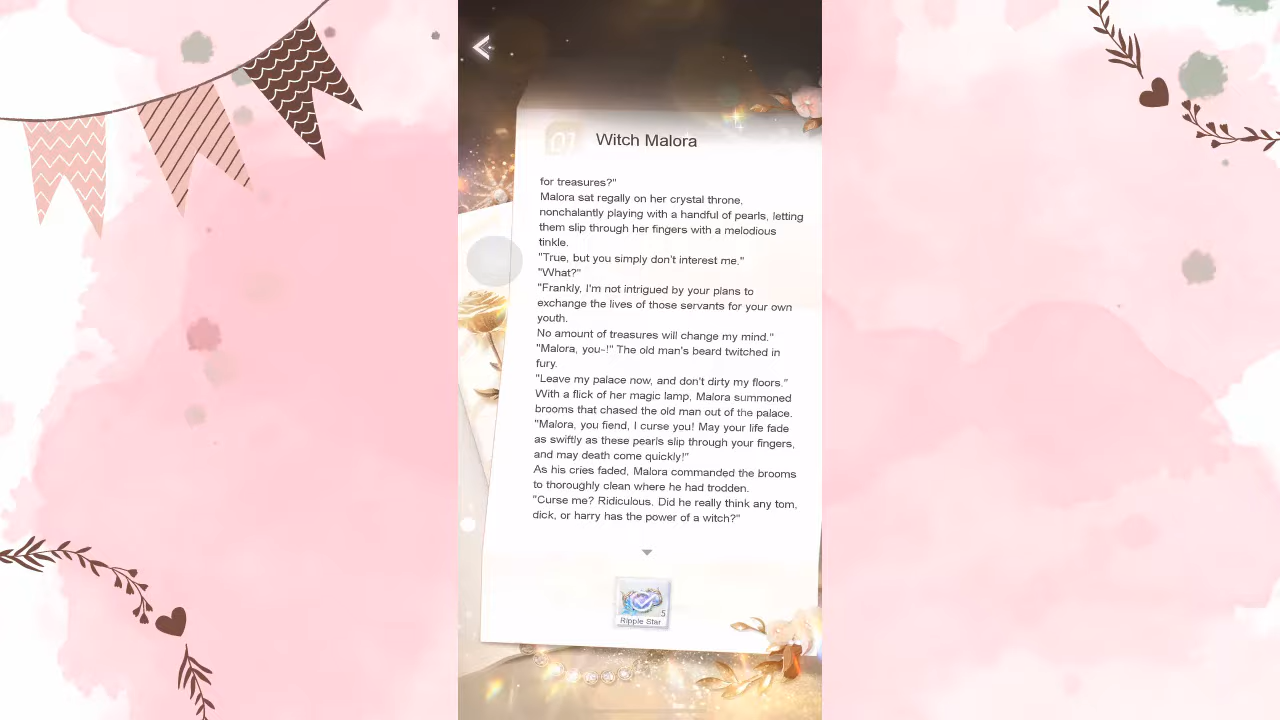 01
Witch Malora
for treasures?"
Malora sat regally on her crystal throne,
nonchalantly playing with a handful of pearls, letting
them slip through her fingers with a melodious
tinkle.
"True, but you simply don't interest me."
"What?"
"Frankly, I'm not intrigued by your plans to
exchange the lives of those servants for your own
youth.
No amount of treasures will change my mind."
"Malora, you-!" The old man's beard twitched in
fury.
"Leave my palace now, and don't dirty my floors."
With a flick of her magic lamp, Malora summoned
brooms that chased the old man out of the palace.
"Malora, you fiend, I curse you! May your life fade
as swiftly as these pearls slip through your fingers,
and may death come quickly!"
As his cries faded, Malora commanded the brooms
to thoroughly clean where he had trodden.
"Curse me? Ridiculous. Did he really think any tom,
dick, or harry has the power of a witch?"
5
Ripple Star